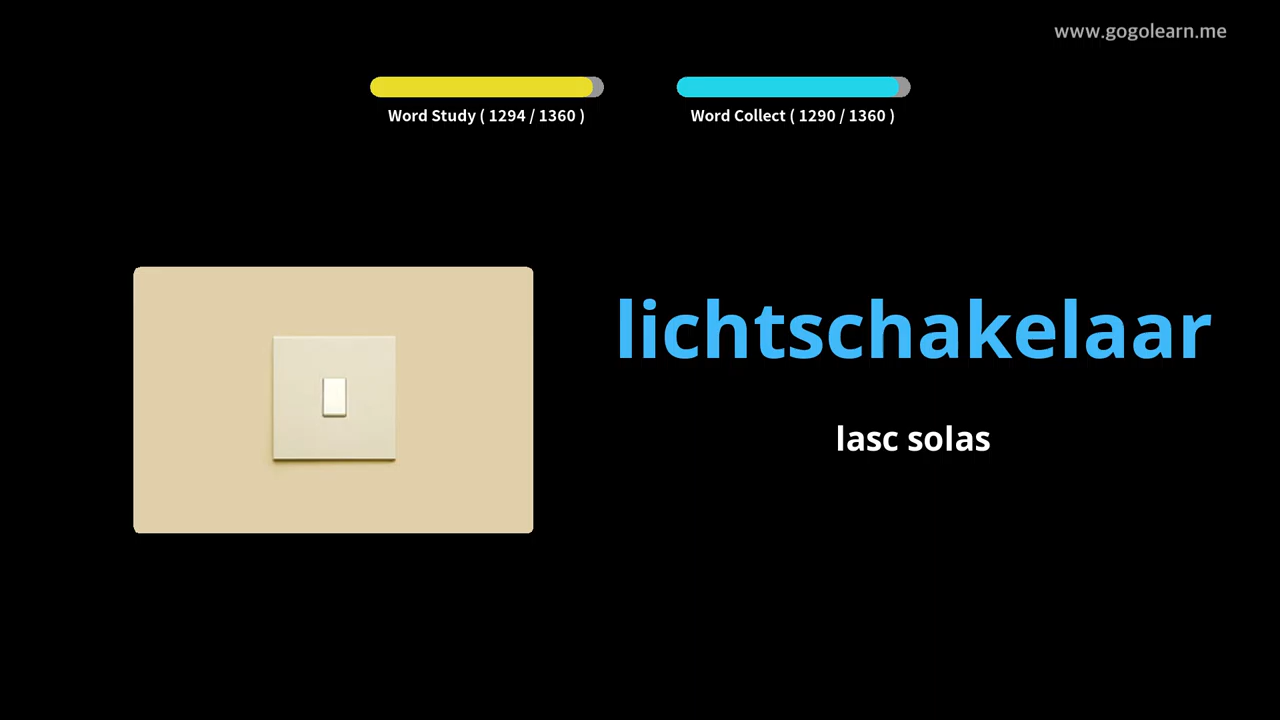 www.gogolearn.me
Word Study ( 1294 / 1360 )
Word Collect ( 1290 / 1360 )
lichtschakelaar
lasc solas